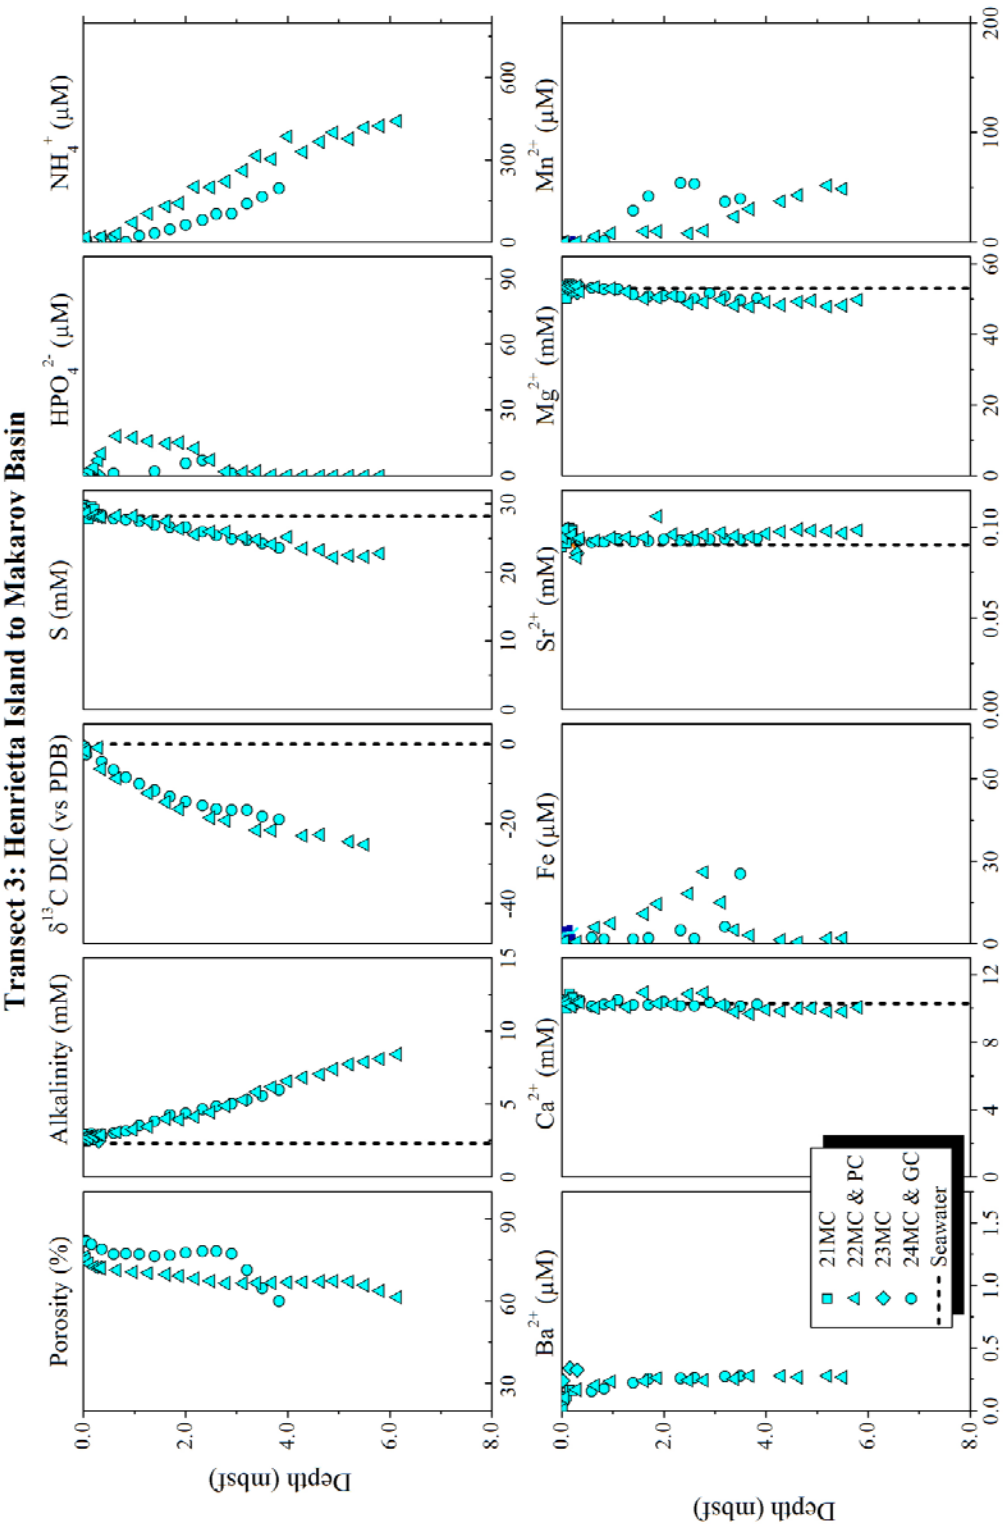 Transect 3: Henrietta Island to Makarov Basin
Porosity (%)
Alkalinity (mM)
δ13C DIC (vs PDB)
S (mM)
HPO42- (μM)
NH4+ (μM)
30 60 90
0 5 10 15
-40 -20 0
0 10 20 30
0 30 60 90
0 300 600
Depth (mbsf)
0.0
2.0
4.0
6.0
8.0
Ba2+ (μM)
Ca2+ (mM)
Fe (μM)
Sr2+ (mM)
Mg2+ (mM)
Mn2+ (μM)
0.0 0.5 1.0 1.5
0 4 8 12
0 30 60
0.00 0.05 0.10
0 20 40 60
0 100 200
Depth (mbsf)
0.0
2.0
4.0
6.0
8.0
21MC
22MC & PC
23MC
24MC & GC
Seawater